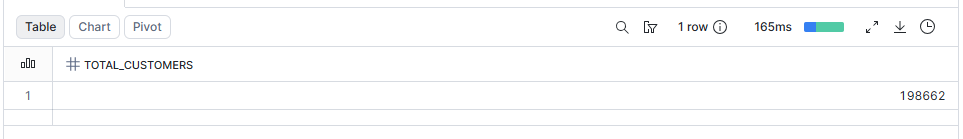 Table Chart Pivot 1 row 165ms
TOTAL_CUSTOMERS
1 198662